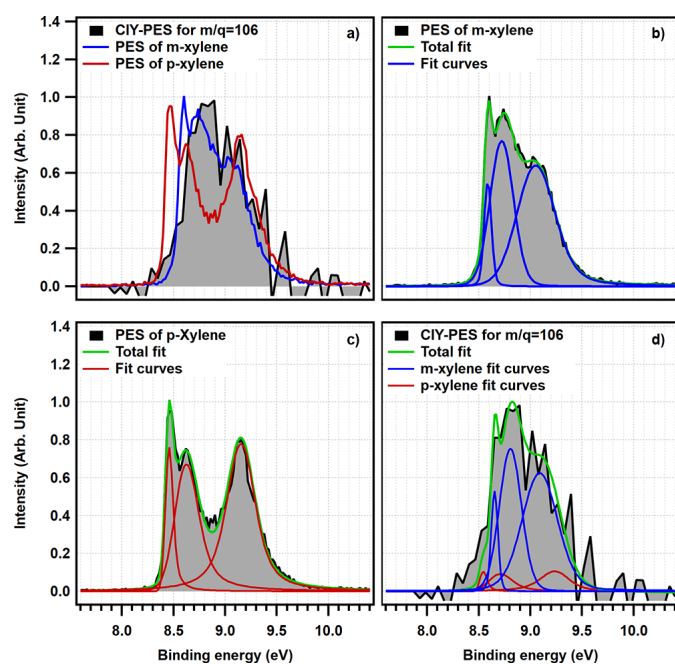 CIY-PES for m/q=106
PES of m-xylene
PES of p-xylene
a)
PES of m-xylene
Total fit
Fit curves
b)
1.4
1.2
1.0
0.8
0.6
0.4
0.2
0.0
Intensity (Arb. Unit)
PES of p-Xylene
Total fit
Fit curves
c)
CIY-PES for m/q=106
Total fit
m-xylene fit curves
p-xylene fit curves
d)
1.4
1.2
1.0
0.8
0.6
0.4
0.2
0.0
Intensity (Arb. Unit)
8.0 8.5 9.0 9.5 10.0
8.0 8.5 9.0 9.5 10.0
Binding energy (eV)
Binding energy (eV)